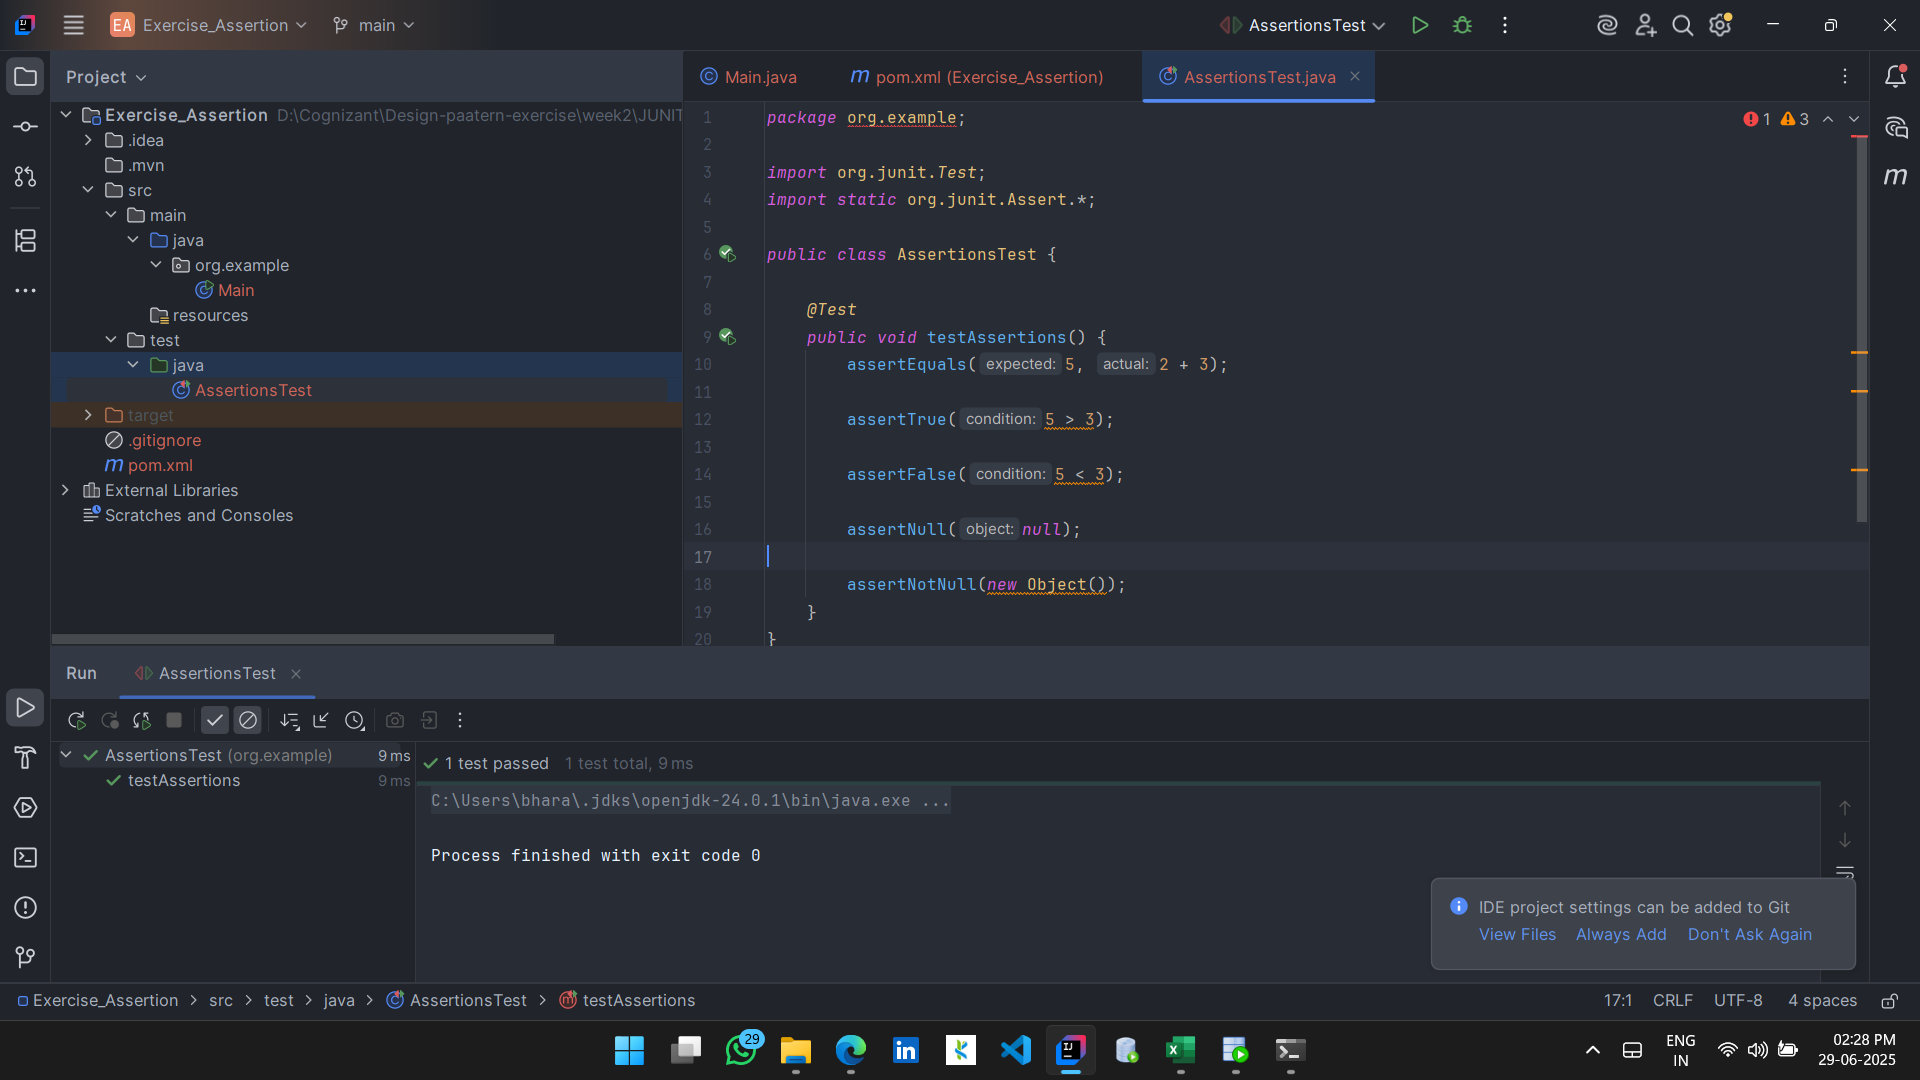 EA Exercise_Assertion main AssertionsTest
Project
Main.java pom.xml (Exercise_Assertion) AssertionsTest.java
Exercise_Assertion D:\Cognizant\Design-paatern-exercise\week2\JUNIT
.idea
.mvn
src
main
java
org.example
Main
resources
test
java
AssertionsTest
target
.gitignore
pom.xml
External Libraries
Scratches and Consoles
1 package org.example;
1 3
2
3 import org.junit.Test;
4 import static org.junit.Assert.*;
5
6 public class AssertionsTest {
7
8 @Test
9 public void testAssertions() {
10 assertEquals( expected: 5, actual: 2 + 3);
11
12 assertTrue( condition: 5 > 3);
13
14 assertFalse( condition: 5 < 3);
15
16 assertNull( object: null);
17
18 assertNotNull(new Object());
19 }
20 }
Run AssertionsTest
AssertionsTest (org.example) 9 ms
testAssertions 9 ms
1 test passed 1 test total, 9 ms
C:\Users\bhara\.jdks\openjdk-24.0.1\bin\java.exe ...
Process finished with exit code 0
IDE project settings can be added to Git
View Files Always Add Don't Ask Again
Exercise_Assertion > src > test > java > AssertionsTest > testAssertions
17:1 CRLF UTF-8 4 spaces
29
ENG
IN
02:28 PM
29-06-2025